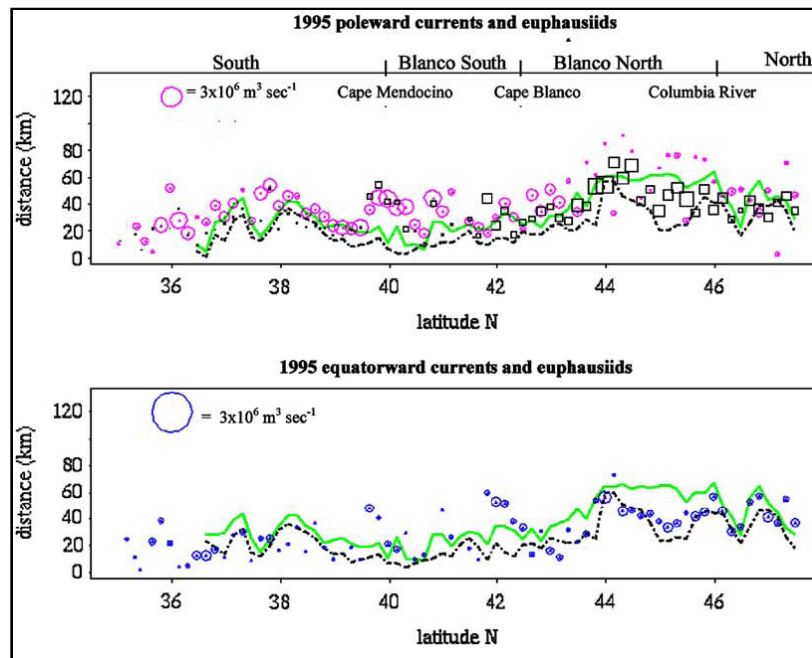 1995 poleward currents and euphausiids
South Blanco South Blanco North North
= 3x10⁶ m³ sec⁻¹
Cape Mendocino Cape Blanco Columbia River
distance (km)
120
80
60
40
20
0
36 38 40 42 44 46
latitude N
1995 equatorward currents and euphausiids
= 3x10⁶ m³ sec⁻¹
distance (km)
120
80
60
40
20
0
36 38 40 42 44 46
latitude N